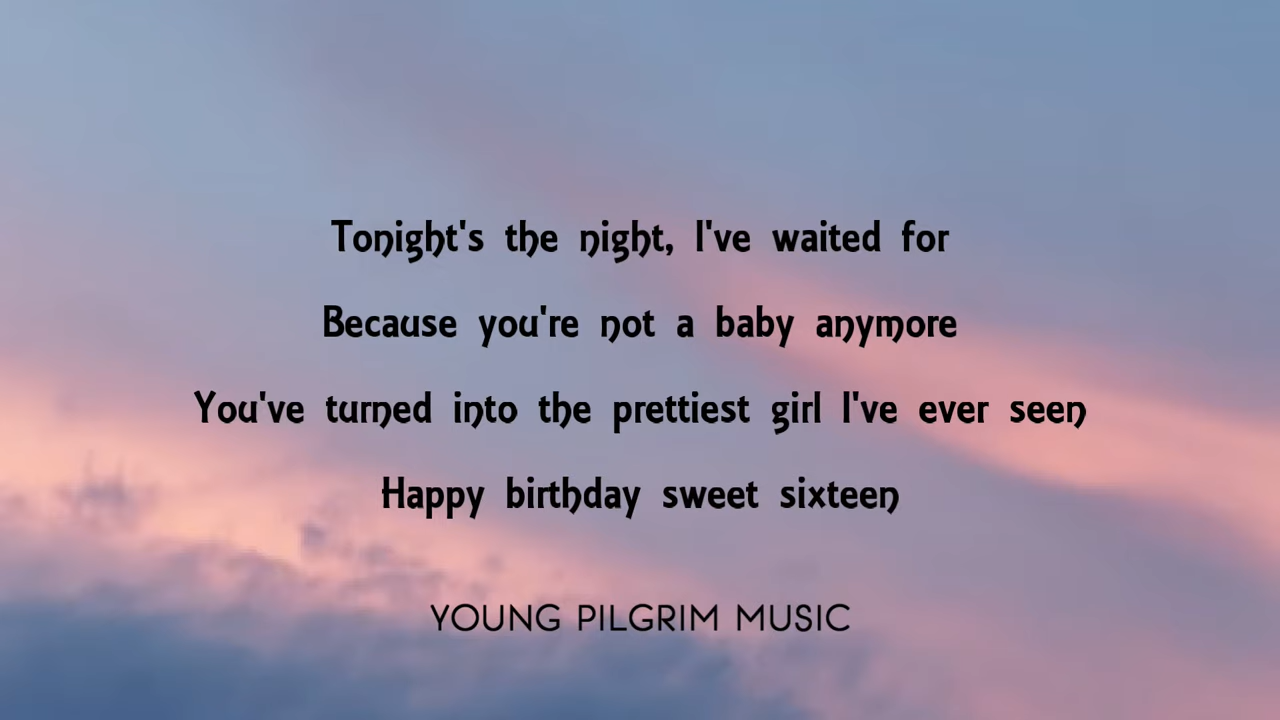 Tonight's the night, I've waited for
Because you're not a baby anymore
You've turned into the prettiest girl I've ever seen
Happy birthday sweet sixteen
YOUNG PILGRIM MUSIC